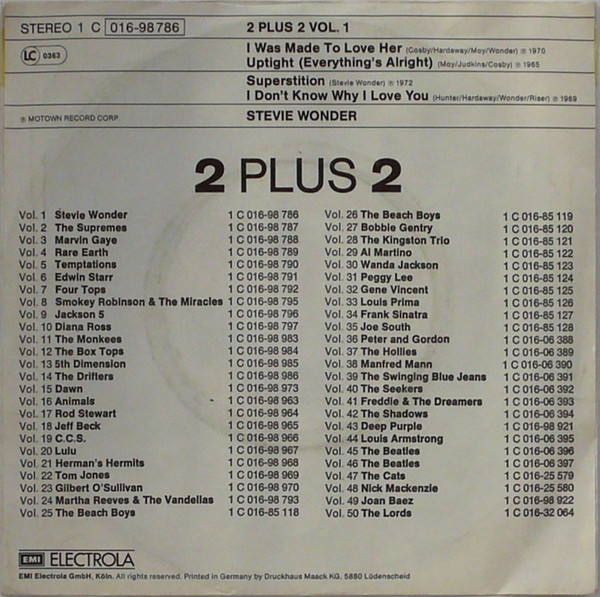 STEREO 1 C 016-98 786
2 PLUS 2 VOL. 1
LC 0363
I Was Made To Love Her (Cosby/Hardaway/Moy/Wonder) ℗ 1970
Uptight (Everything's Alright) (Moy/Judkins/Cosby) ℗ 1965
Superstition (Stevie Wonder) ℗ 1972
I Don't Know Why I Love You (Hunter/Hardaway/Wonder/Riser) ℗ 1969
℗ MOTOWN RECORD CORP.
STEVIE WONDER
2 PLUS 2
Vol. 1 Stevie Wonder 1 C 016-98 786
Vol. 2 The Supremes 1 C 016-98 787
Vol. 3 Marvin Gaye 1 C 016-98 788
Vol. 4 Rare Earth 1 C 016-98 789
Vol. 5 Temptations 1 C 016-98 790
Vol. 6 Edwin Starr 1 C 016-98 791
Vol. 7 Four Tops 1 C 016-98 792
Vol. 8 Smokey Robinson & The Miracles 1 C 016-98 795
Vol. 9 Jackson 5 1 C 016-98 796
Vol. 10 Diana Ross 1 C 016-98 797
Vol. 11 The Monkees 1 C 016-98 983
Vol. 12 The Box Tops 1 C 016-98 984
Vol. 13 5th Dimension 1 C 016-98 985
Vol. 14 The Drifters 1 C 016-98 986
Vol. 15 Dawn 1 C 016-98 973
Vol. 16 Animals 1 C 016-98 963
Vol. 17 Rod Stewart 1 C 016-98 964
Vol. 18 Jeff Beck 1 C 016-98 965
Vol. 19 C.C.S. 1 C 016-98 966
Vol. 20 Lulu 1 C 016-98 967
Vol. 21 Herman's Hermits 1 C 016-98 968
Vol. 22 Tom Jones 1 C 016-98 969
Vol. 23 Gilbert O'Sullivan 1 C 016-98 970
Vol. 24 Martha Reeves & The Vandellas 1 C 016-98 793
Vol. 25 The Beach Boys 1 C 016-85 118
Vol. 26 The Beach Boys 1 C 016-85 119
Vol. 27 Bobbie Gentry 1 C 016-85 120
Vol. 28 The Kingston Trio 1 C 016-85 121
Vol. 29 Al Martino 1 C 016-85 122
Vol. 30 Wanda Jackson 1 C 016-85 123
Vol. 31 Peggy Lee 1 C 016-85 124
Vol. 32 Gene Vincent 1 C 016-85 125
Vol. 33 Louis Prima 1 C 016-85 126
Vol. 34 Frank Sinatra 1 C 016-85 127
Vol. 35 Joe South 1 C 016-85 128
Vol. 36 Peter and Gordon 1 C 016-06 388
Vol. 37 The Hollies 1 C 016-06 389
Vol. 38 Manfred Mann 1 C 016-06 390
Vol. 39 The Swinging Blue Jeans 1 C 016-06 391
Vol. 40 The Seekers 1 C 016-06 392
Vol. 41 Freddie & The Dreamers 1 C 016-06 393
Vol. 42 The Shadows 1 C 016-06 394
Vol. 43 Deep Purple 1 C 016-98 921
Vol. 44 Louis Armstrong 1 C 016-06 395
Vol. 45 The Beatles 1 C 016-06 396
Vol. 46 The Beatles 1 C 016-06 397
Vol. 47 The Cats 1 C 016-25 579
Vol. 48 Nick Mackenzie 1 C 016-25 580
Vol. 49 Joan Baez 1 C 016-98 922
Vol. 50 The Lords 1 C 016-32 064
EMI ELECTROLA
EMI Electrola GmbH, Köln. All rights reserved. Printed in Germany by Druckhaus Maack KG, 5880 Lüdenscheid